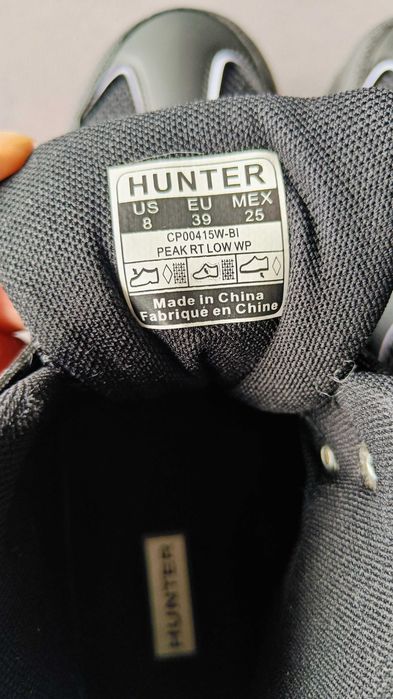 HUNTER
US EU MEX
8 39 25
CP00415W-BI
PEAK RT LOW WP
Made in China
Fabriqué en Chine
HUNTER